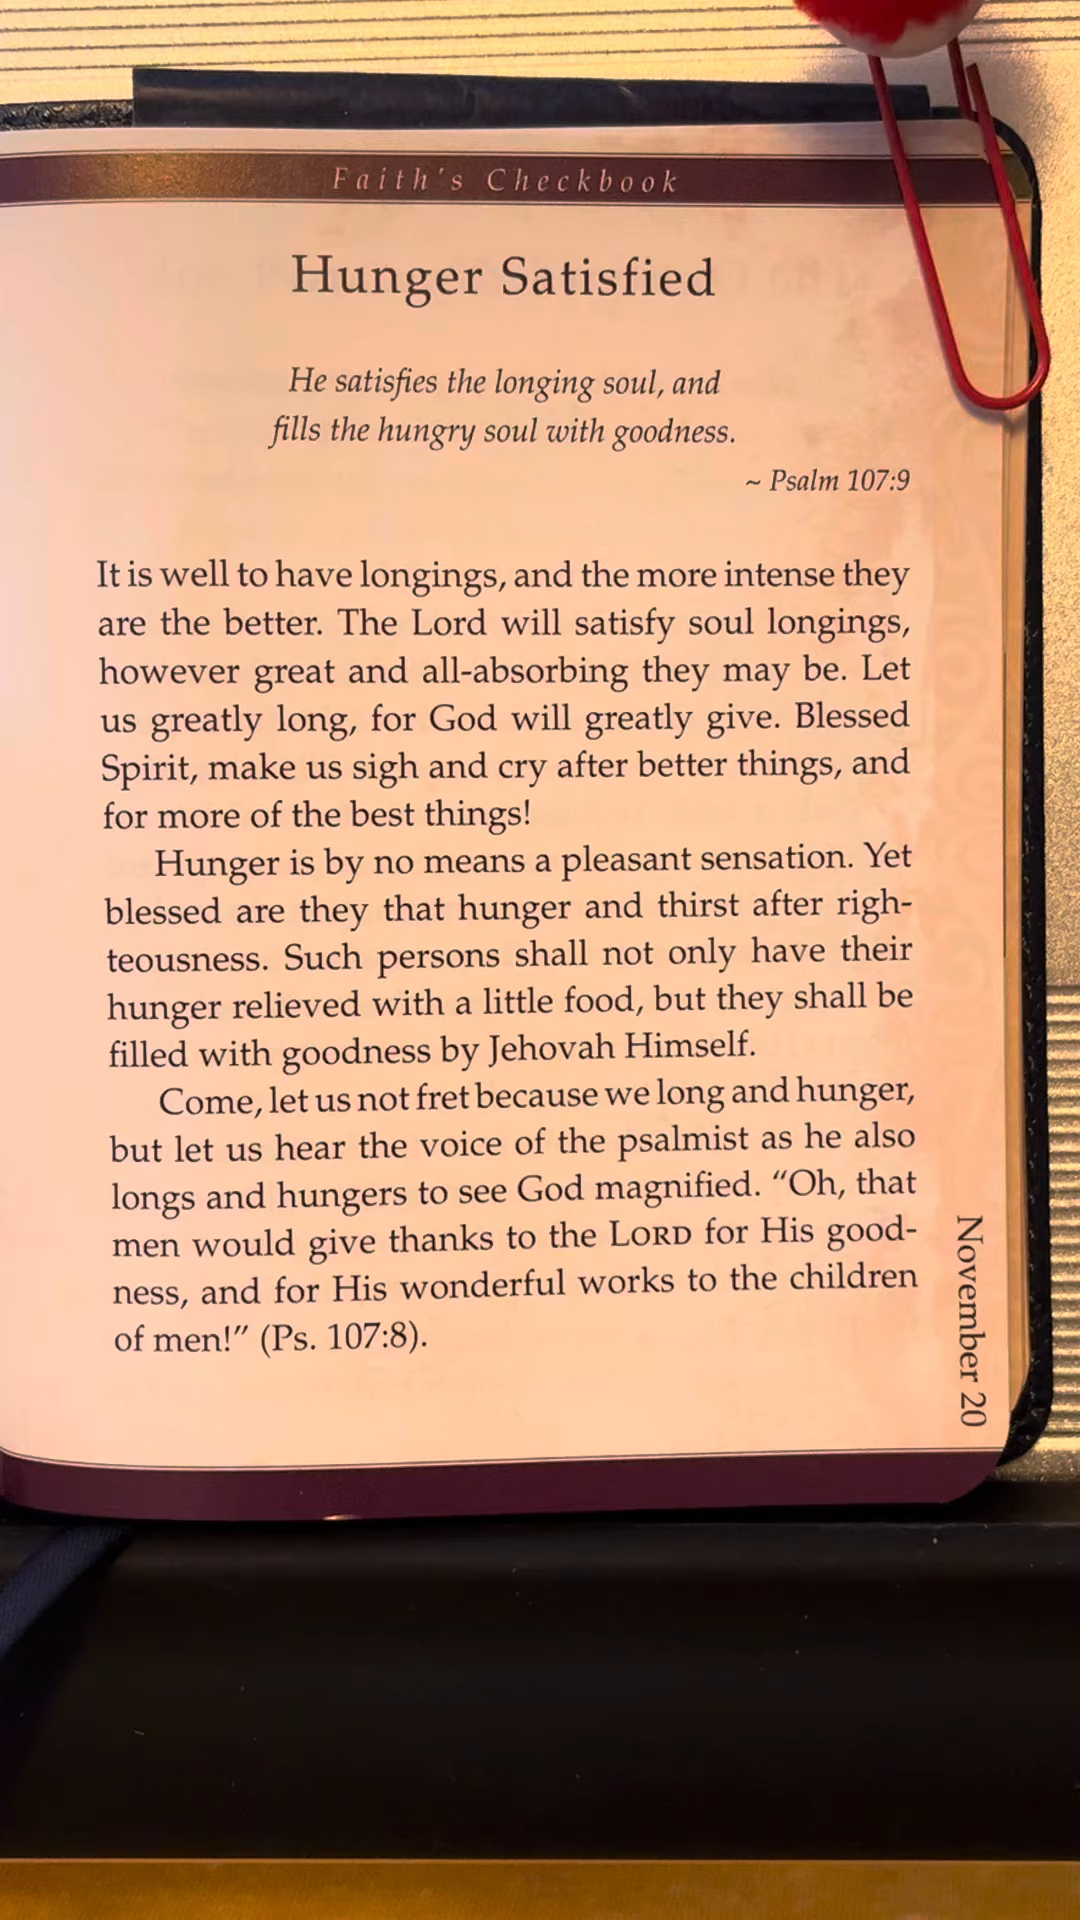 Faith's Checkbook
Hunger Satisfied
He satisfies the longing soul, and
fills the hungry soul with goodness.
~ Psalm 107:9
It is well to have longings, and the more intense they
are the better. The Lord will satisfy soul longings,
however great and all-absorbing they may be. Let
us greatly long, for God will greatly give. Blessed
Spirit, make us sigh and cry after better things, and
for more of the best things!
Hunger is by no means a pleasant sensation. Yet
blessed are they that hunger and thirst after righ-
teousness. Such persons shall not only have their
hunger relieved with a little food, but they shall be
filled with goodness by Jehovah Himself.
Come, let us not fret because we long and hunger,
but let us hear the voice of the psalmist as he also
longs and hungers to see God magnified. “Oh, that
men would give thanks to the LORD for His good-
ness, and for His wonderful works to the children
of men!” (Ps. 107:8).
November 20